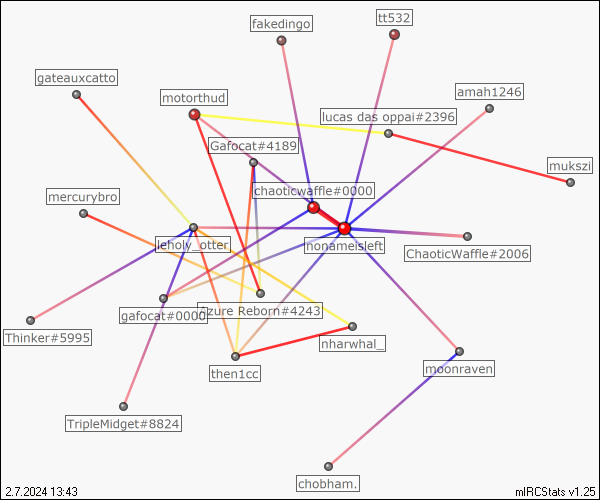 tt532
fakedingo
gateauxcatto
amah1246
motorthud
lucas das oppai#2396
Gafocat#4189
mukszi
chaoticwaffle#0000
mercurybro
leholy_otter
nonameisleft
ChaoticWaffle#2006
gafocat#0000
Azure Reborn#4243
Thinker#5995
nharwhal_
then1cc
moonraven
TripleMidget#8824
chobham.
2.7.2024 13:43
mIRCStats v1.25